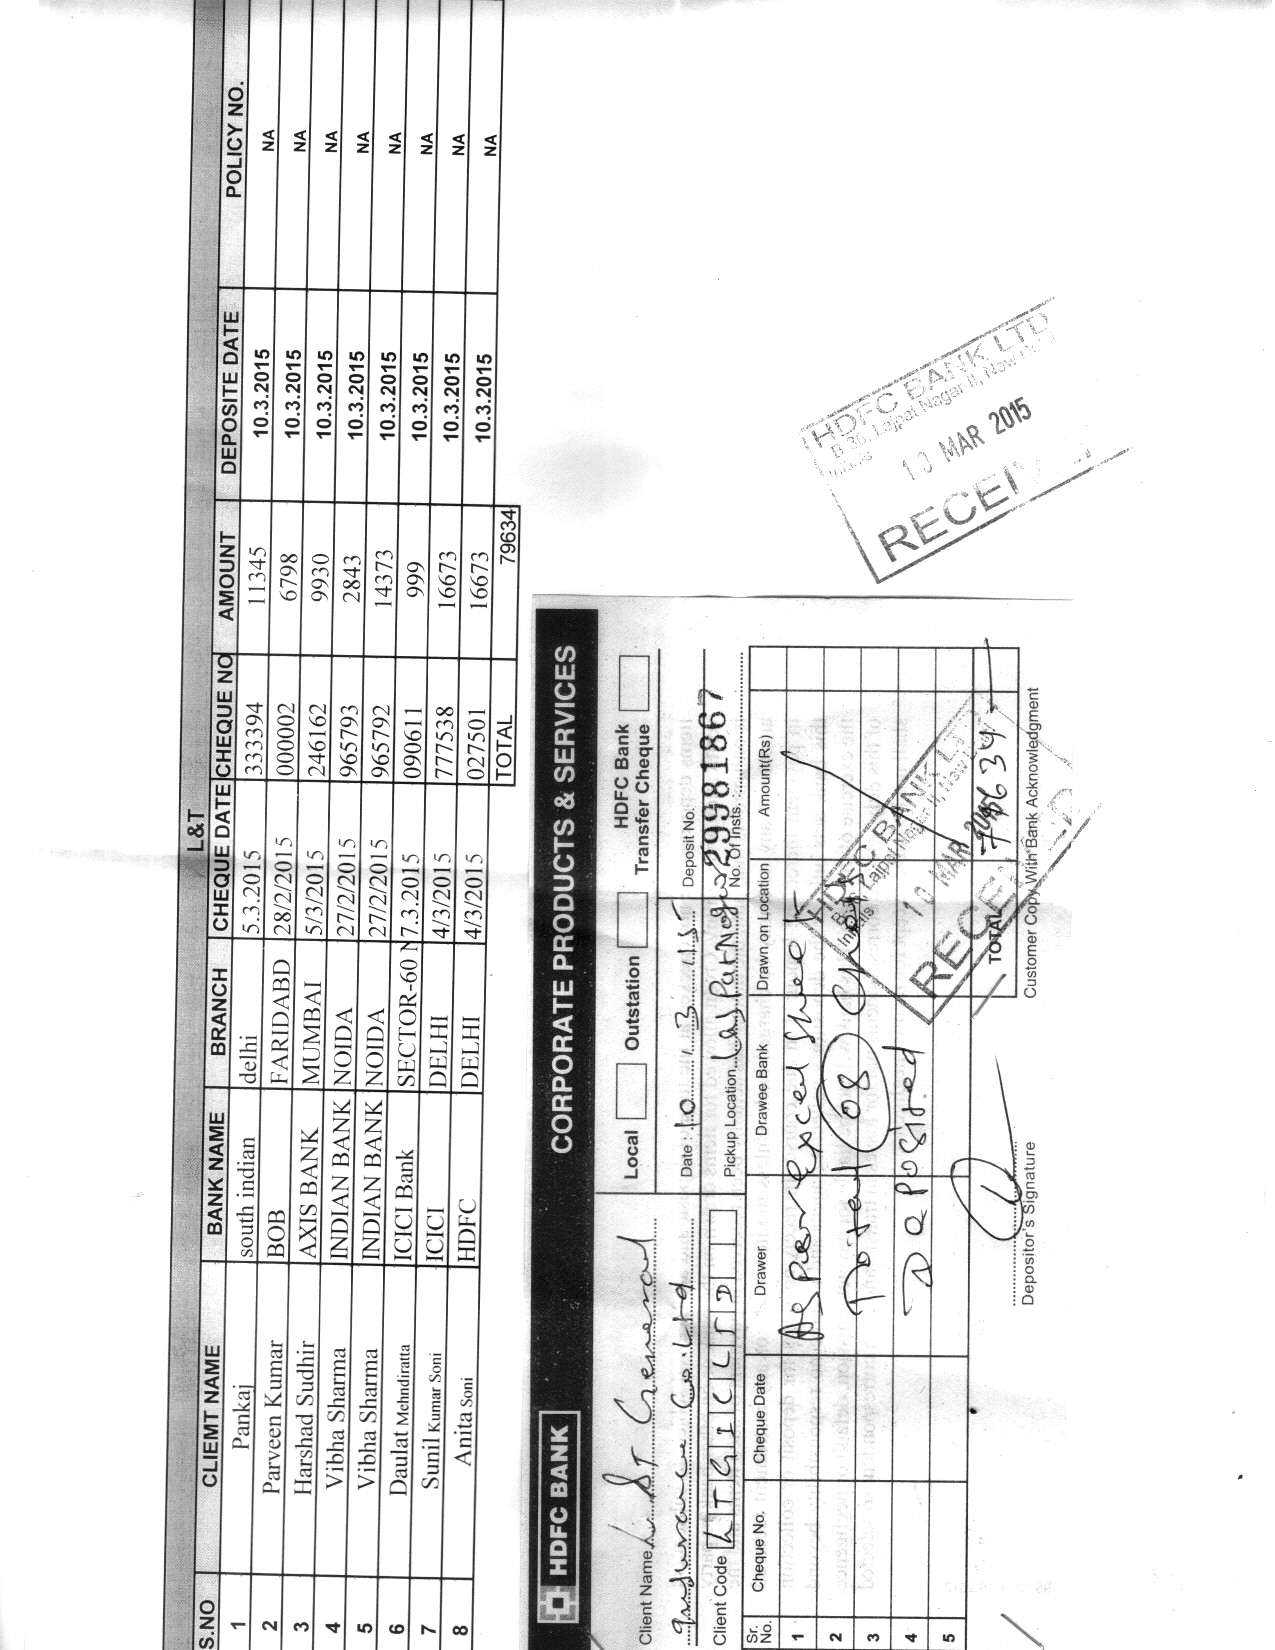 L&T
S.NO CLIEMT NAME BANK NAME BRANCH CHEQUE DATE CHEQUE NO AMOUNT DEPOSITE DATE POLICY NO.
1 Pankaj south indian delhi 5.3.2015 333394 11345 10.3.2015 NA
2 Parveen Kumar BOB FARIDABD 28/2/2015 000002 6798 10.3.2015 NA
3 Harshad Sudhir AXIS BANK MUMBAI 5/3/2015 246162 9930 10.3.2015 NA
4 Vibha Sharma INDIAN BANK NOIDA 27/2/2015 965793 2843 10.3.2015 NA
5 Vibha Sharma INDIAN BANK NOIDA 27/2/2015 965792 14373 10.3.2015 NA
6 Daulat Mehndiratta ICICI Bank SECTOR-60 N 7.3.2015 090611 999 10.3.2015 NA
7 Sunil Kumar Soni ICICI DELHI 4/3/2015 777538 16673 10.3.2015 NA
8 Anita Soni HDFC DELHI 4/3/2015 027501 16673 10.3.2015 NA
TOTAL 79634
HDFC BANK CORPORATE PRODUCTS & SERVICES
Client Name L & T General
Insurance Co. Ltd
Local Outstation HDFC Bank Transfer Cheque
Date : 10 3 15 Deposit No. 29981867
Client Code LTGICLTD Pickup Location LajPatNagar No. Of Insts. :
Sr. No. Cheque No. Cheque Date Drawer Drawee Bank Drawn on Location Amount(Rs)
1 As per excel sheet
2 Total 08
3
4 Deposited
5
TOTAL 79634
Depositor's Signature Customer Copy With Bank Acknowledgment
HDFC BANK LTD
B 36, Lajpat Nagar II, New
Initials
10 MAR 2015
RECEIVED
HDFC BANK LTD
B 36, Lajpat Nagar II, New
Initials
10 MAR 2015